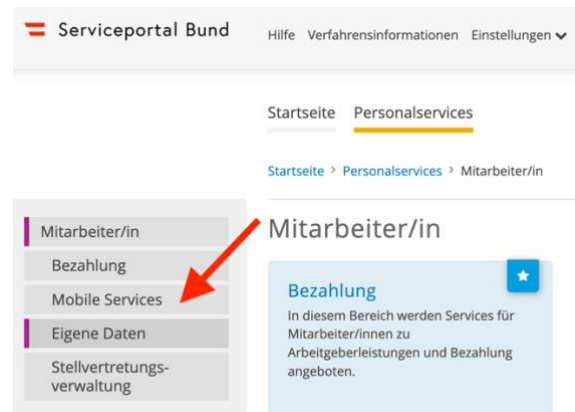 Serviceportal Bund
Hilfe Verfahrensinformationen Einstellungen
Startseite Personalservices
Startseite > Personalservices > Mitarbeiter/in
Mitarbeiter/in
Bezahlung
Mobile Services
Eigene Daten
Stellvertretungs-
verwaltung
Mitarbeiter/in
Bezahlung
In diesem Bereich werden Services für
Mitarbeiter/innen zu
Arbeitgeberleistungen und Bezahlung
angeboten.